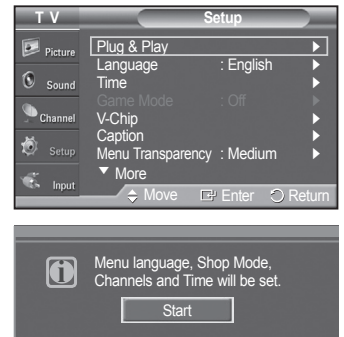 T V
Setup
Picture
Sound
Channel
Setup
Input
Plug & Play
Language : English
Time
Game Mode : Off
V-Chip
Caption
Menu Transparency : Medium
▼ More
Move Enter Return
Menu language, Shop Mode,
Channels and Time will be set.
Start